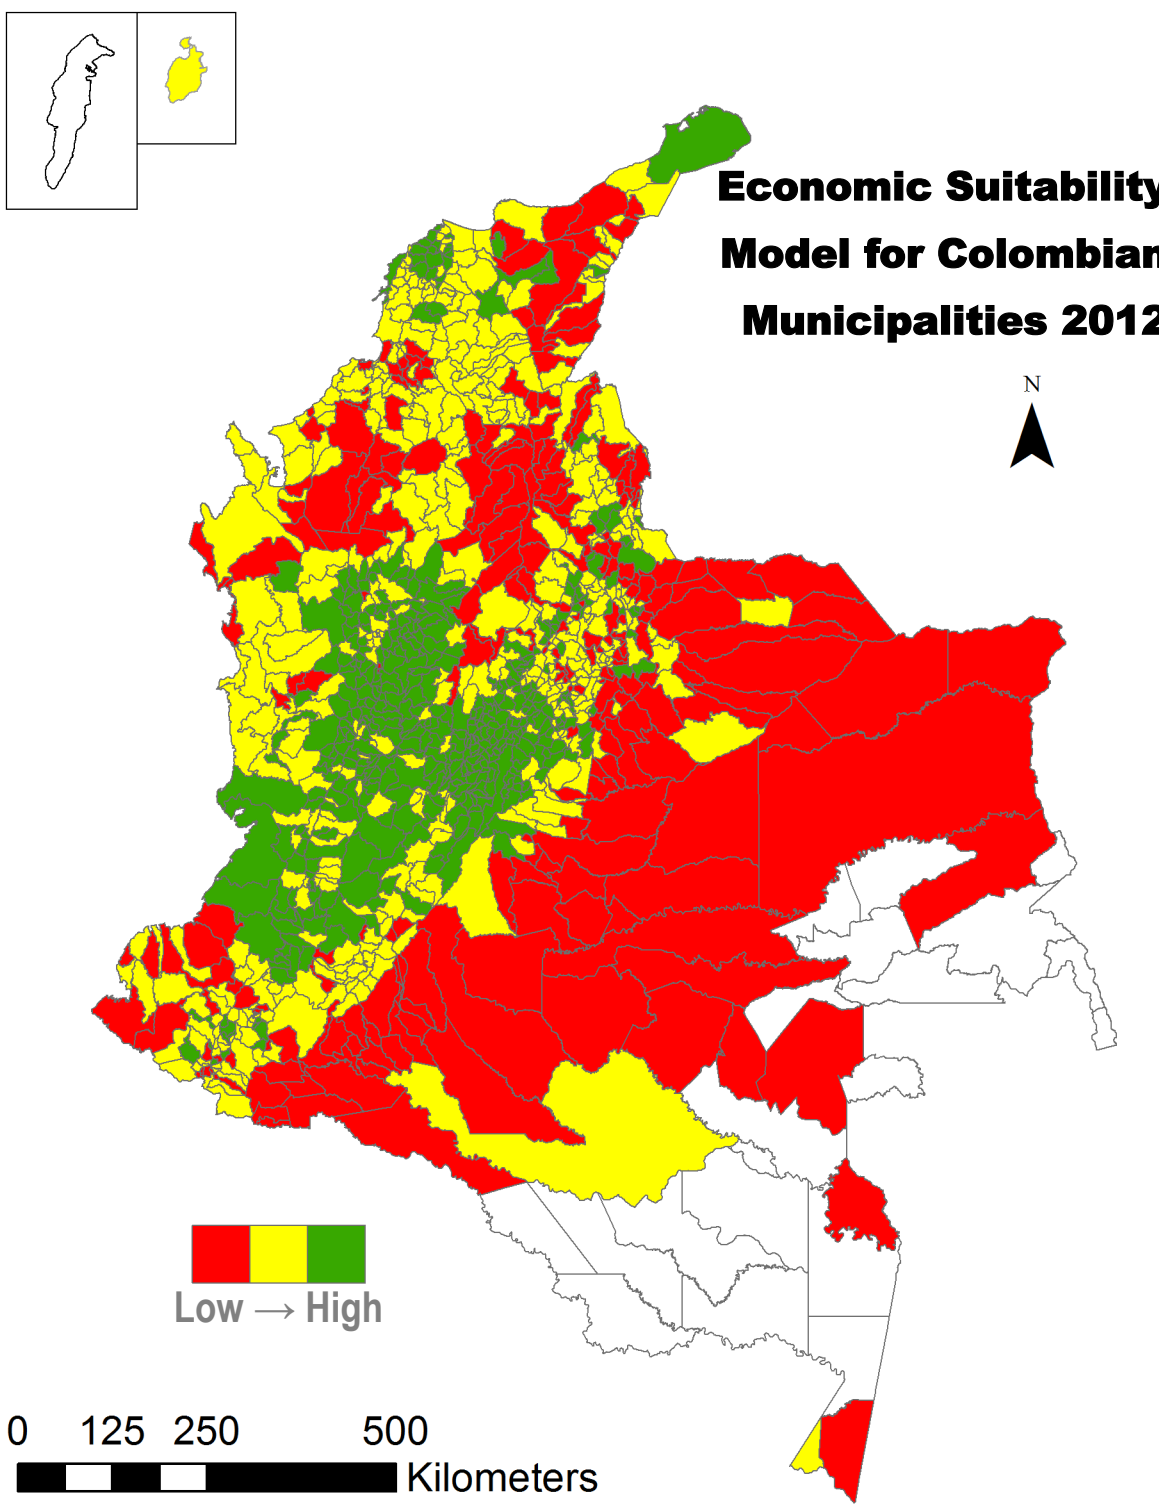 Economic Suitability
Model for Colombian
Municipalities 2012
N
Low → High
0 125 250 500
Kilometers